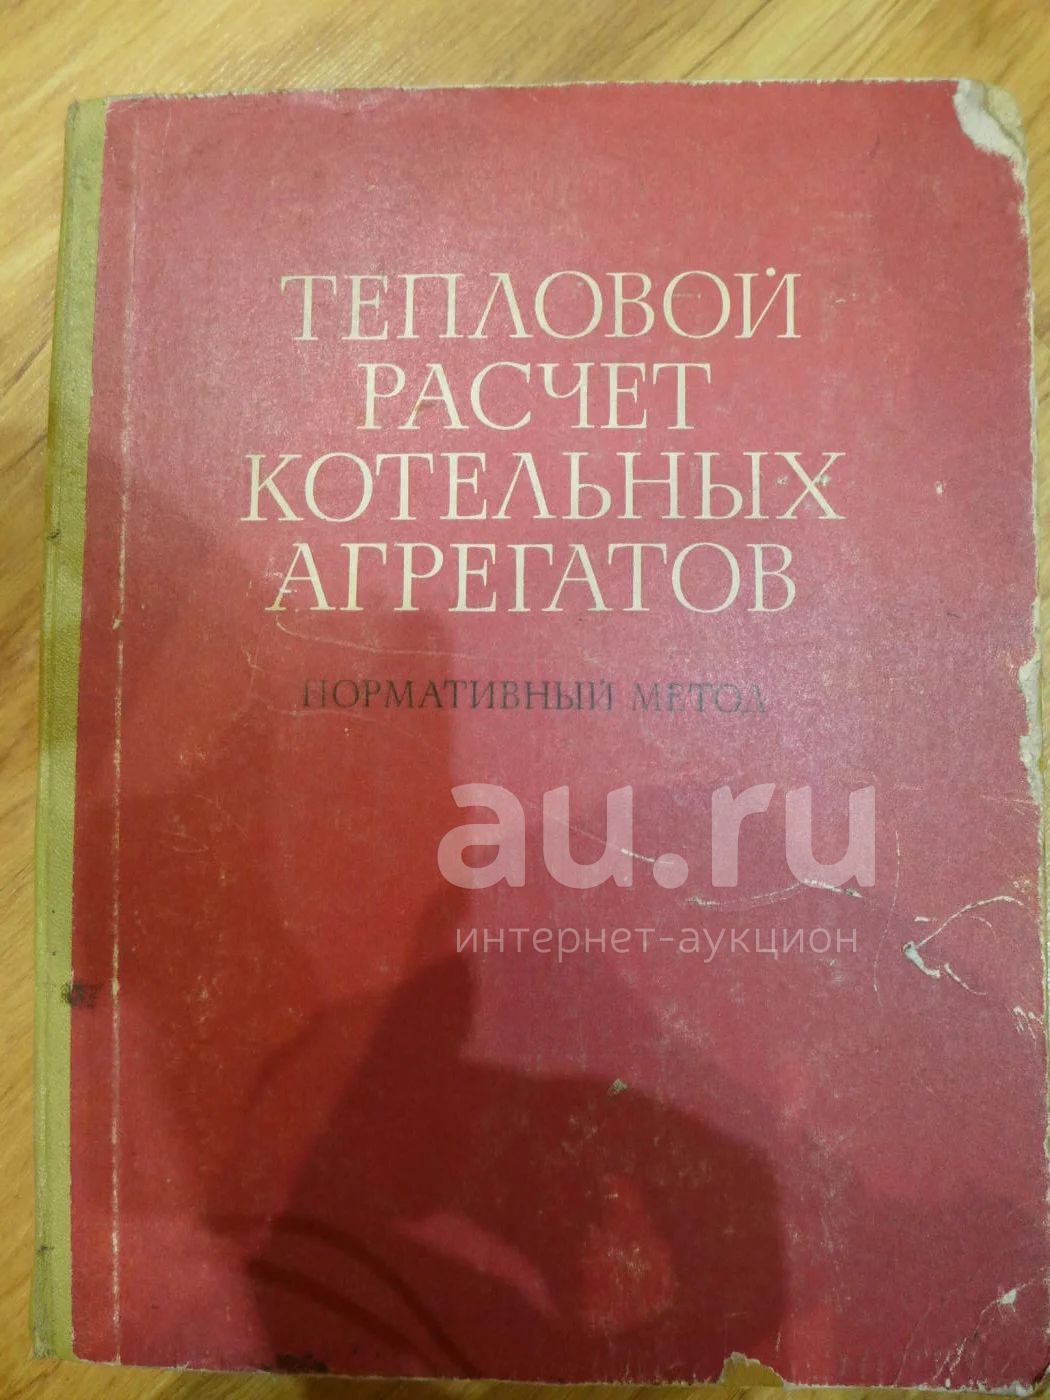 ТЕПЛОВОЙ
РАСЧЕТ
КОТЕЛЬНЫХ
АГРЕГАТОВ
НОРМАТИВНЫЙ МЕТОД
au.ru
интернет-аукцион